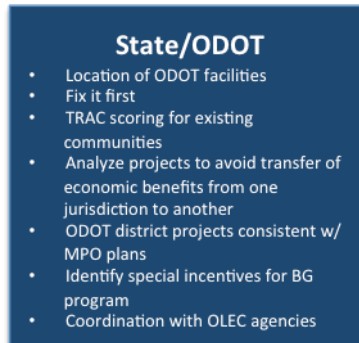 State/ODOT
• Location of ODOT facilities
• Fix it first
• TRAC scoring for existing
communities
• Analyze projects to avoid transfer of
economic benefits from one
jurisdiction to another
• ODOT district projects consistent w/
MPO plans
• Identify special incentives for BG
program
• Coordination with OLEC agencies